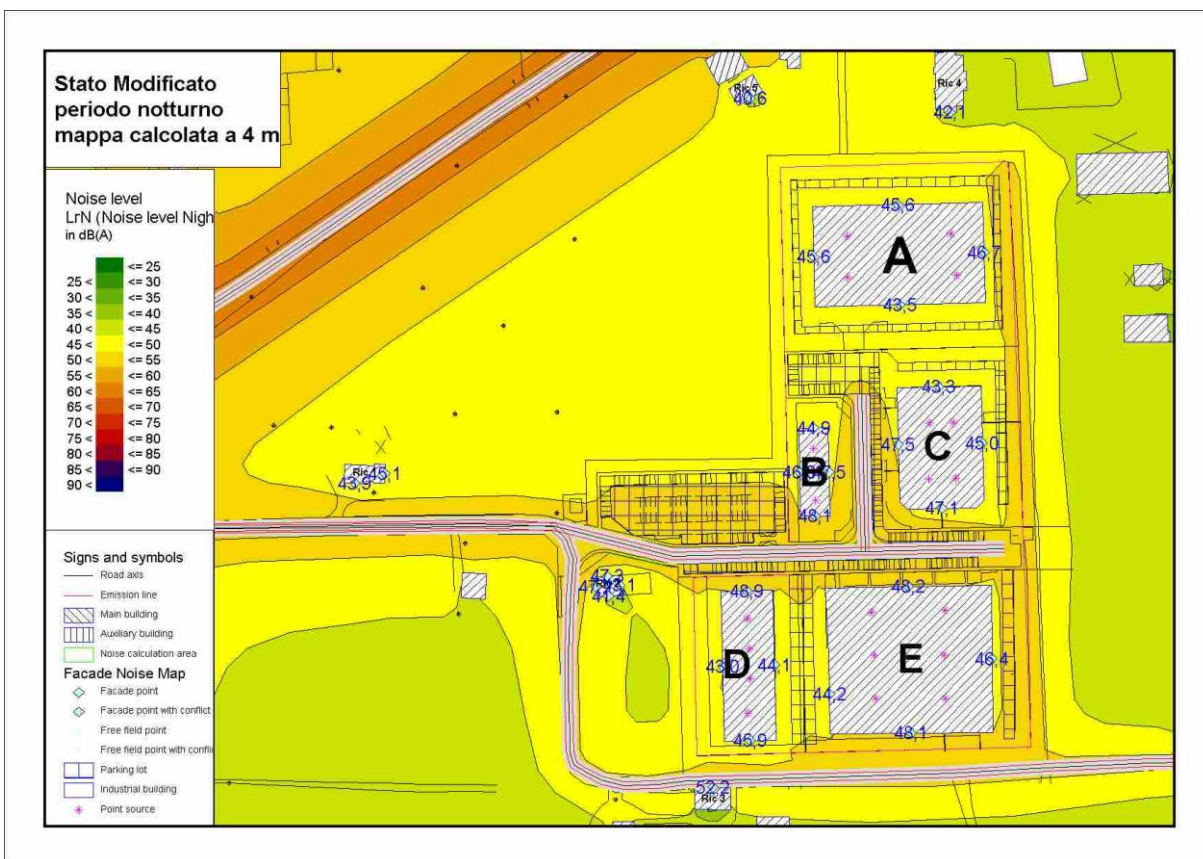 Stato Modificato
periodo notturno
mappa calcolata a 4 m
Noise level
LrN (Noise level Nigh
in dB(A)
<= 25
25 < <= 30
30 < <= 35
35 < <= 40
40 < <= 45
45 < <= 50
50 < <= 55
55 < <= 60
60 < <= 65
65 < <= 70
70 < <= 75
75 < <= 80
80 < <= 85
85 < <= 90
90 <
Signs and symbols
Road axis
Emission line
Main building
Auxiliary building
Noise calculation area
Facade Noise Map
Facade point
Facade point with conflict
Free field point
Free field point with conflic
Parking lot
Industrial building
Point source
Ric 5
40,6
Ric 4
42,1
45,6
45,6
A
46,7
43,5
43,3
47,5
C
45,0
47,1
44,9
B
48,1
Ric
45,1
43,9
47,3
41,4
48,9
43,0
D
44,1
45,9
48,2
E
46,4
44,2
48,1
52,2
Ric 3